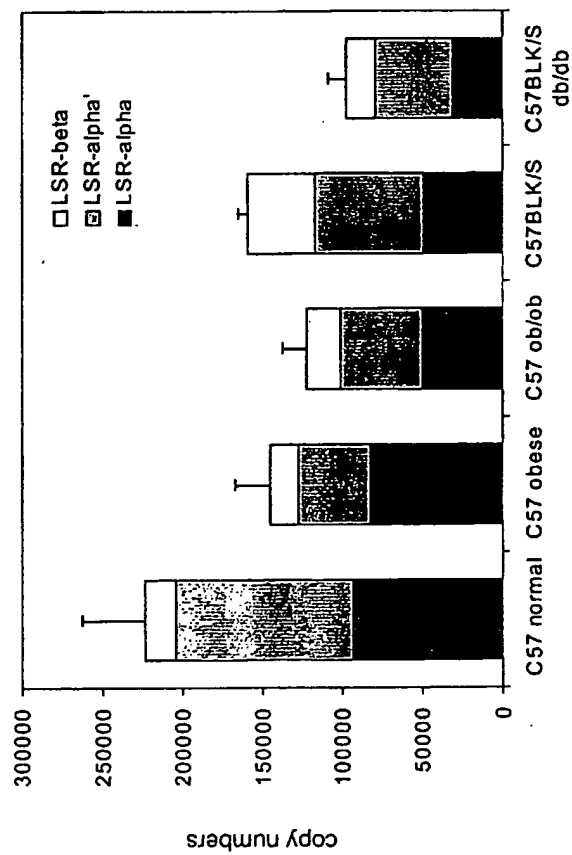 copy numbers
300000
250000
200000
150000
100000
50000
0
LSR-beta
LSR-alpha'
LSR-alpha
C57 normal
C57 obese
C57 ob/ob
C57BLK/S
C57BLK/S
db/db